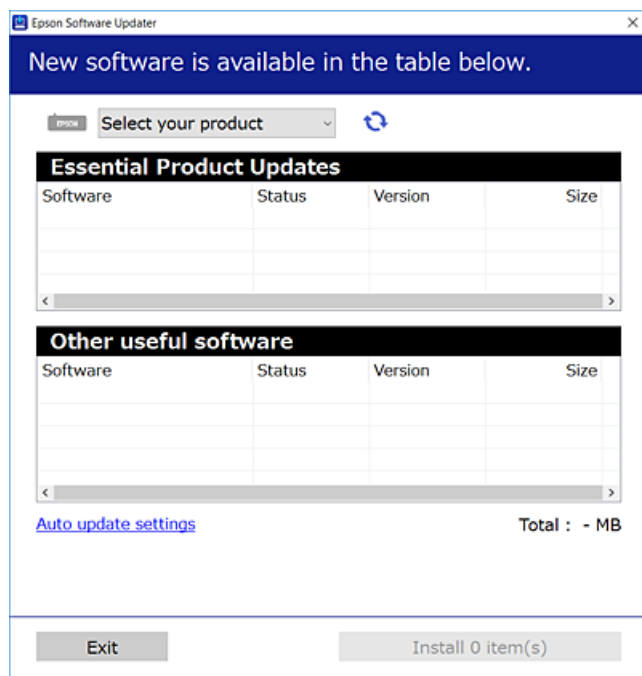 Epson Software Updater
New software is available in the table below.
EPSON Select your product
Essential Product Updates
Software Status Version Size
Other useful software
Software Status Version Size
Auto update settings Total : - MB
Exit Install 0 item(s)